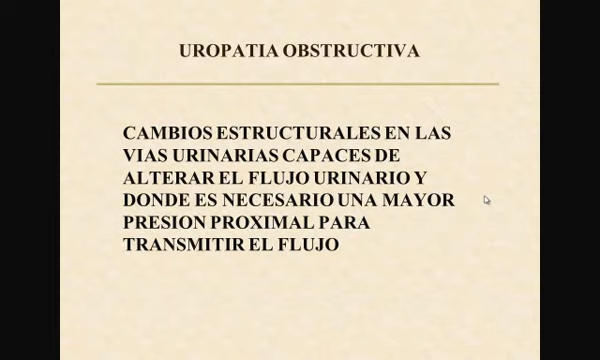 UROPATIA OBSTRUCTIVA
CAMBIOS ESTRUCTURALES EN LAS
VIAS URINARIAS CAPACES DE
ALTERAR EL FLUJO URINARIO Y
DONDE ES NECESARIO UNA MAYOR
PRESION PROXIMAL PARA
TRANSMITIR EL FLUJO